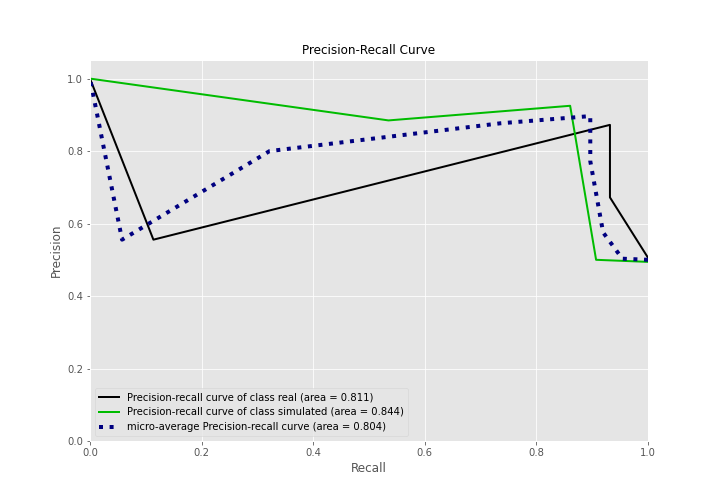 Precision-Recall Curve
1.0
0.8
0.6
0.4
0.2
0.0
Precision
Precision-recall curve of class real (area = 0.811)
Precision-recall curve of class simulated (area = 0.844)
micro-average Precision-recall curve (area = 0.804)
0.0 0.2 0.4 0.6 0.8 1.0
Recall